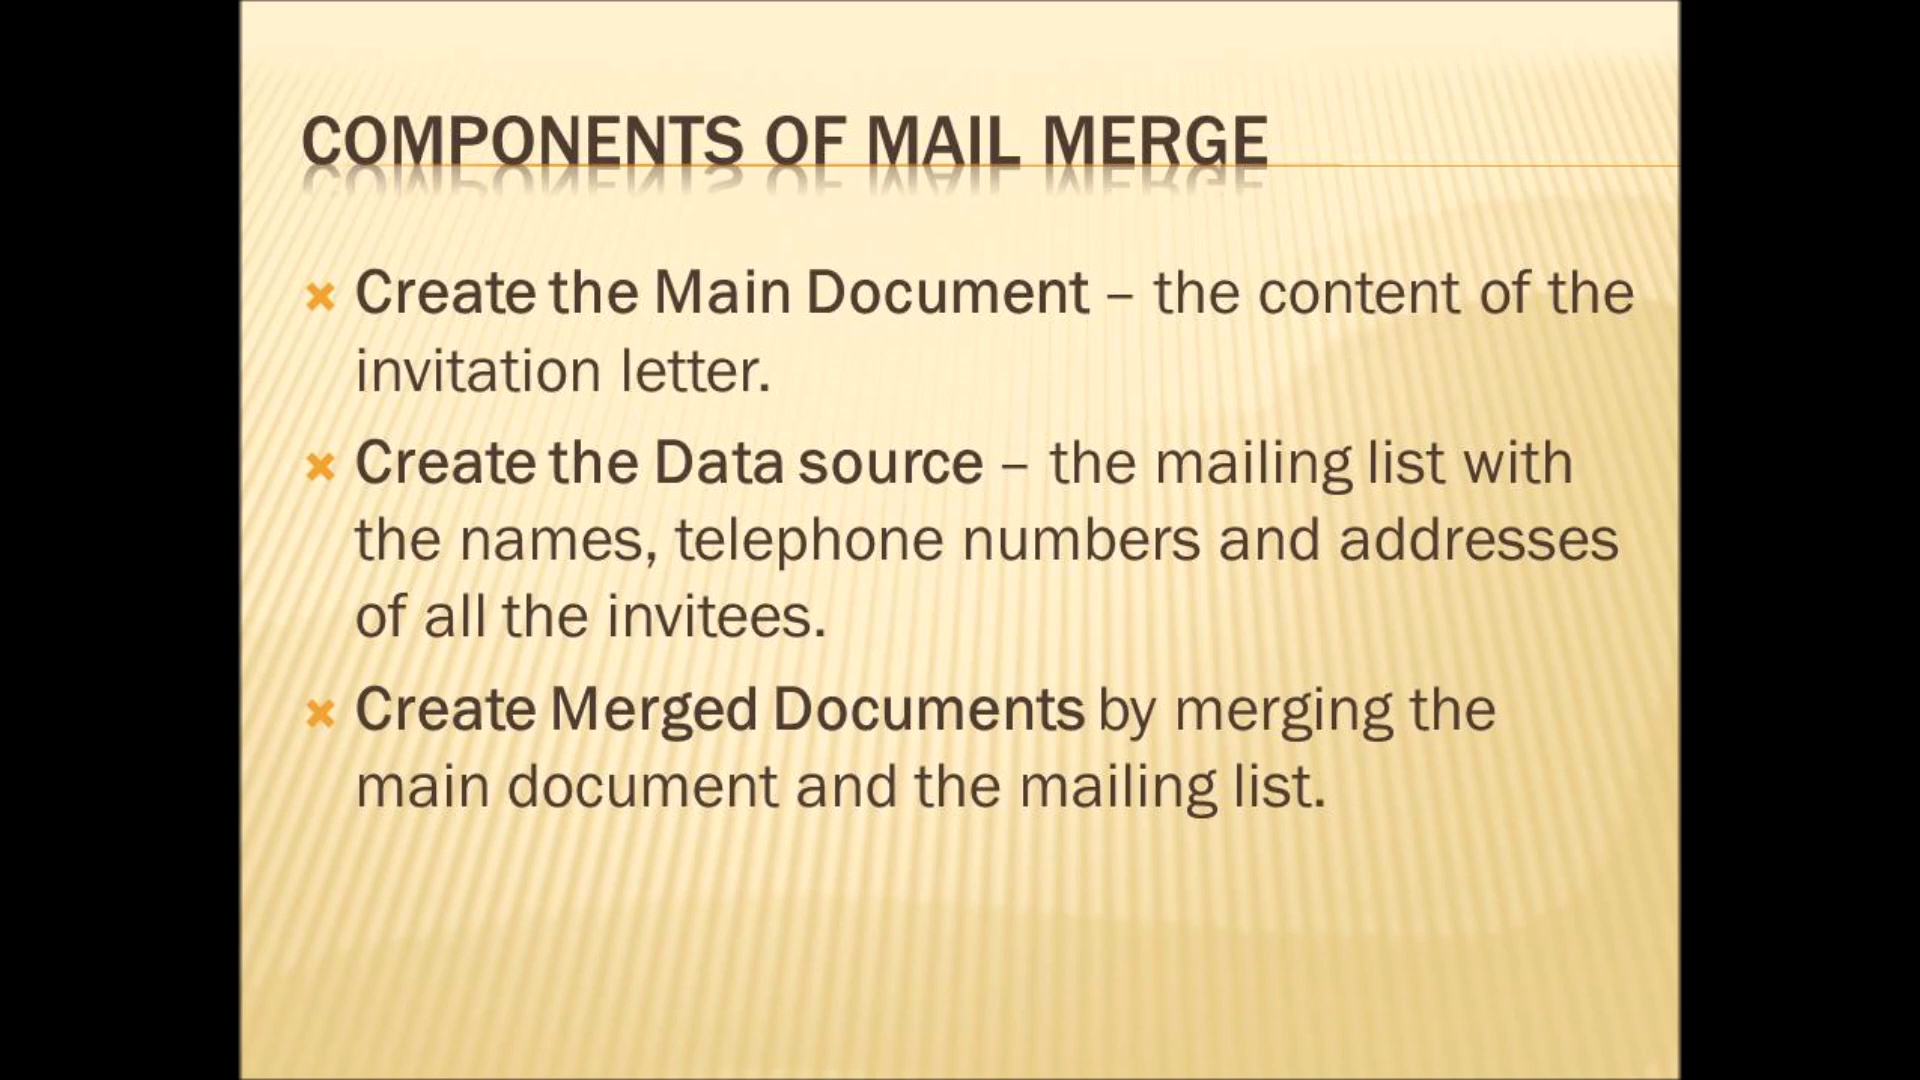 COMPONENTS OF MAIL MERGE
Create the Main Document – the content of the
invitation letter.
Create the Data source – the mailing list with
the names, telephone numbers and addresses
of all the invitees.
Create Merged Documents by merging the
main document and the mailing list.